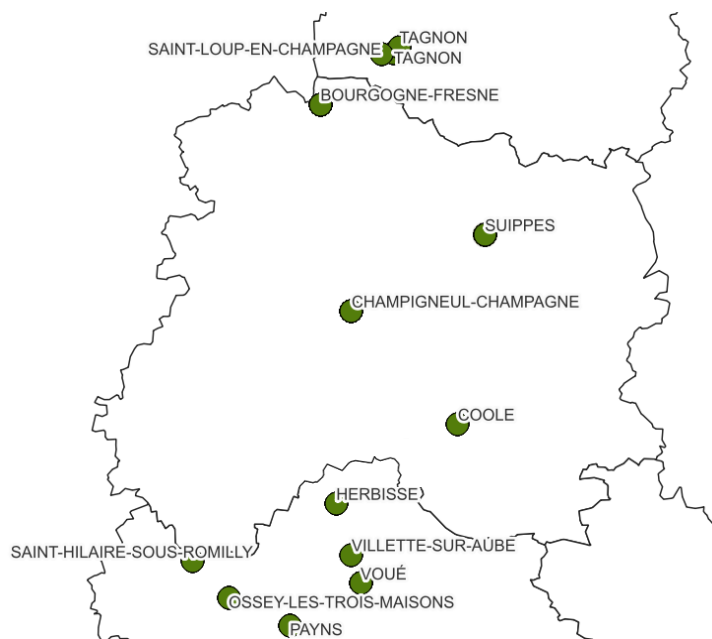 TAGNON
SAINT-LOUP-EN-CHAMPAGNE
TAGNON
BOURGOGNE-FRESNE
SUIPPES
CHAMPIGNEUL-CHAMPAGNE
COOLE
HERBISSE
SAINT-HILAIRE-SOUS-ROMILLY
VILLETTE-SUR-AUBE
VOUÉ
OSSEY-LES-TROIS-MAISONS
PAYNS